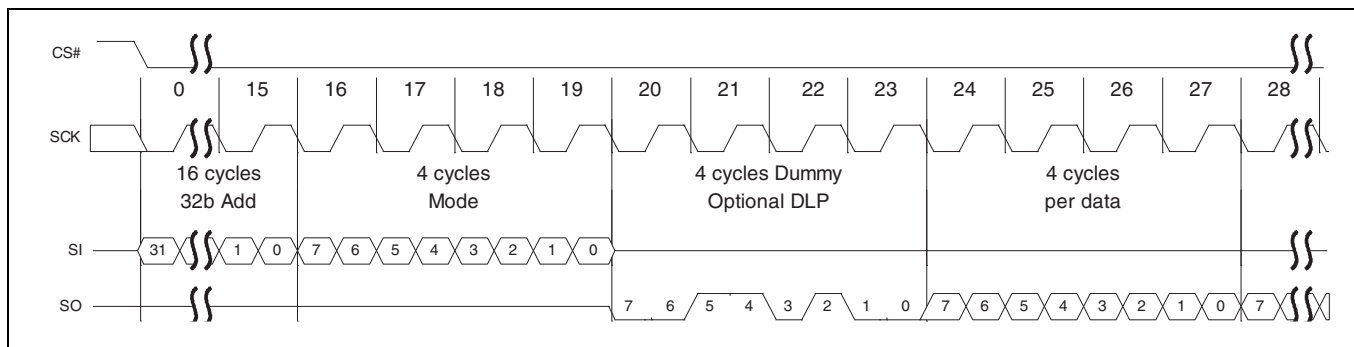 CS#
0 15 16 17 18 19 20 21 22 23 24 25 26 27 28
SCK
16 cycles 4 cycles 4 cycles Dummy 4 cycles
32b Add Mode Optional DLP per data
SI 31 1 0 7 6 5 4 3 2 1 0
SO 7 6 5 4 3 2 1 0 7 6 5 4 3 2 1 0 7